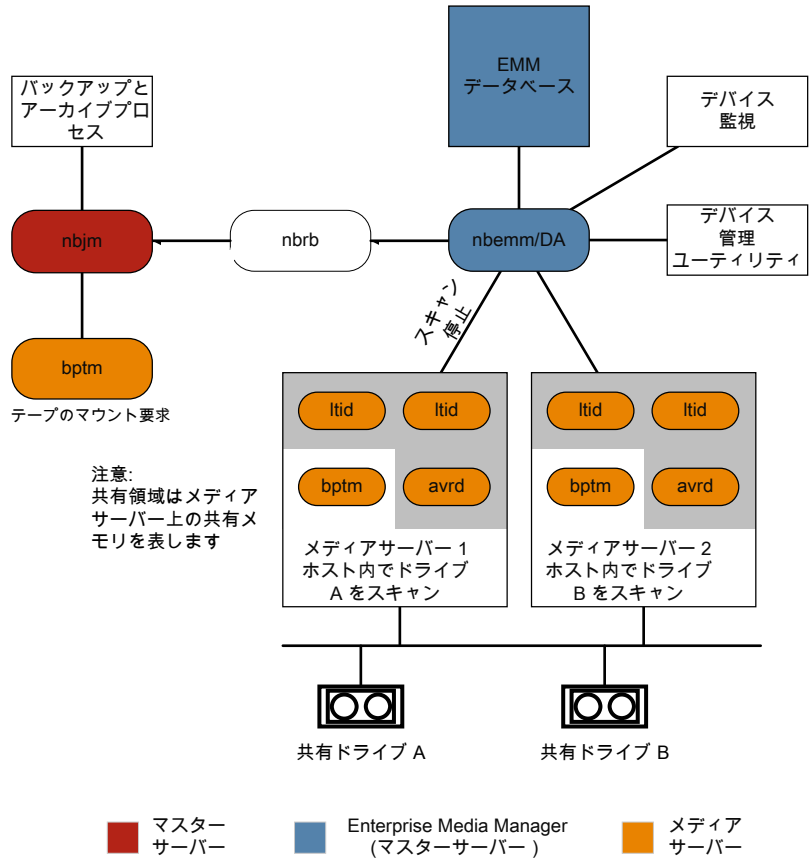 EMM
データベース
バックアップと
アーカイブプロ
セス
デバイス
監視
nbjm
nbrb
nbemm/DA
デバイス
管理
ユーティリティ
スキャン
停止
bptm
テープのマウント要求
ltid
ltid
ltid
ltid
bptm
avrd
bptm
avrd
注意:
共有領域はメディア
サーバー上の共有メ
モリを表します
メディアサーバー 1
ホスト内でドライブ
A をスキャン
メディアサーバー 2
ホスト内でドライブ
B をスキャン
共有ドライブ A
共有ドライブ B
マスター
サーバー
Enterprise Media Manager
(マスターサーバー )
メディア
サーバー